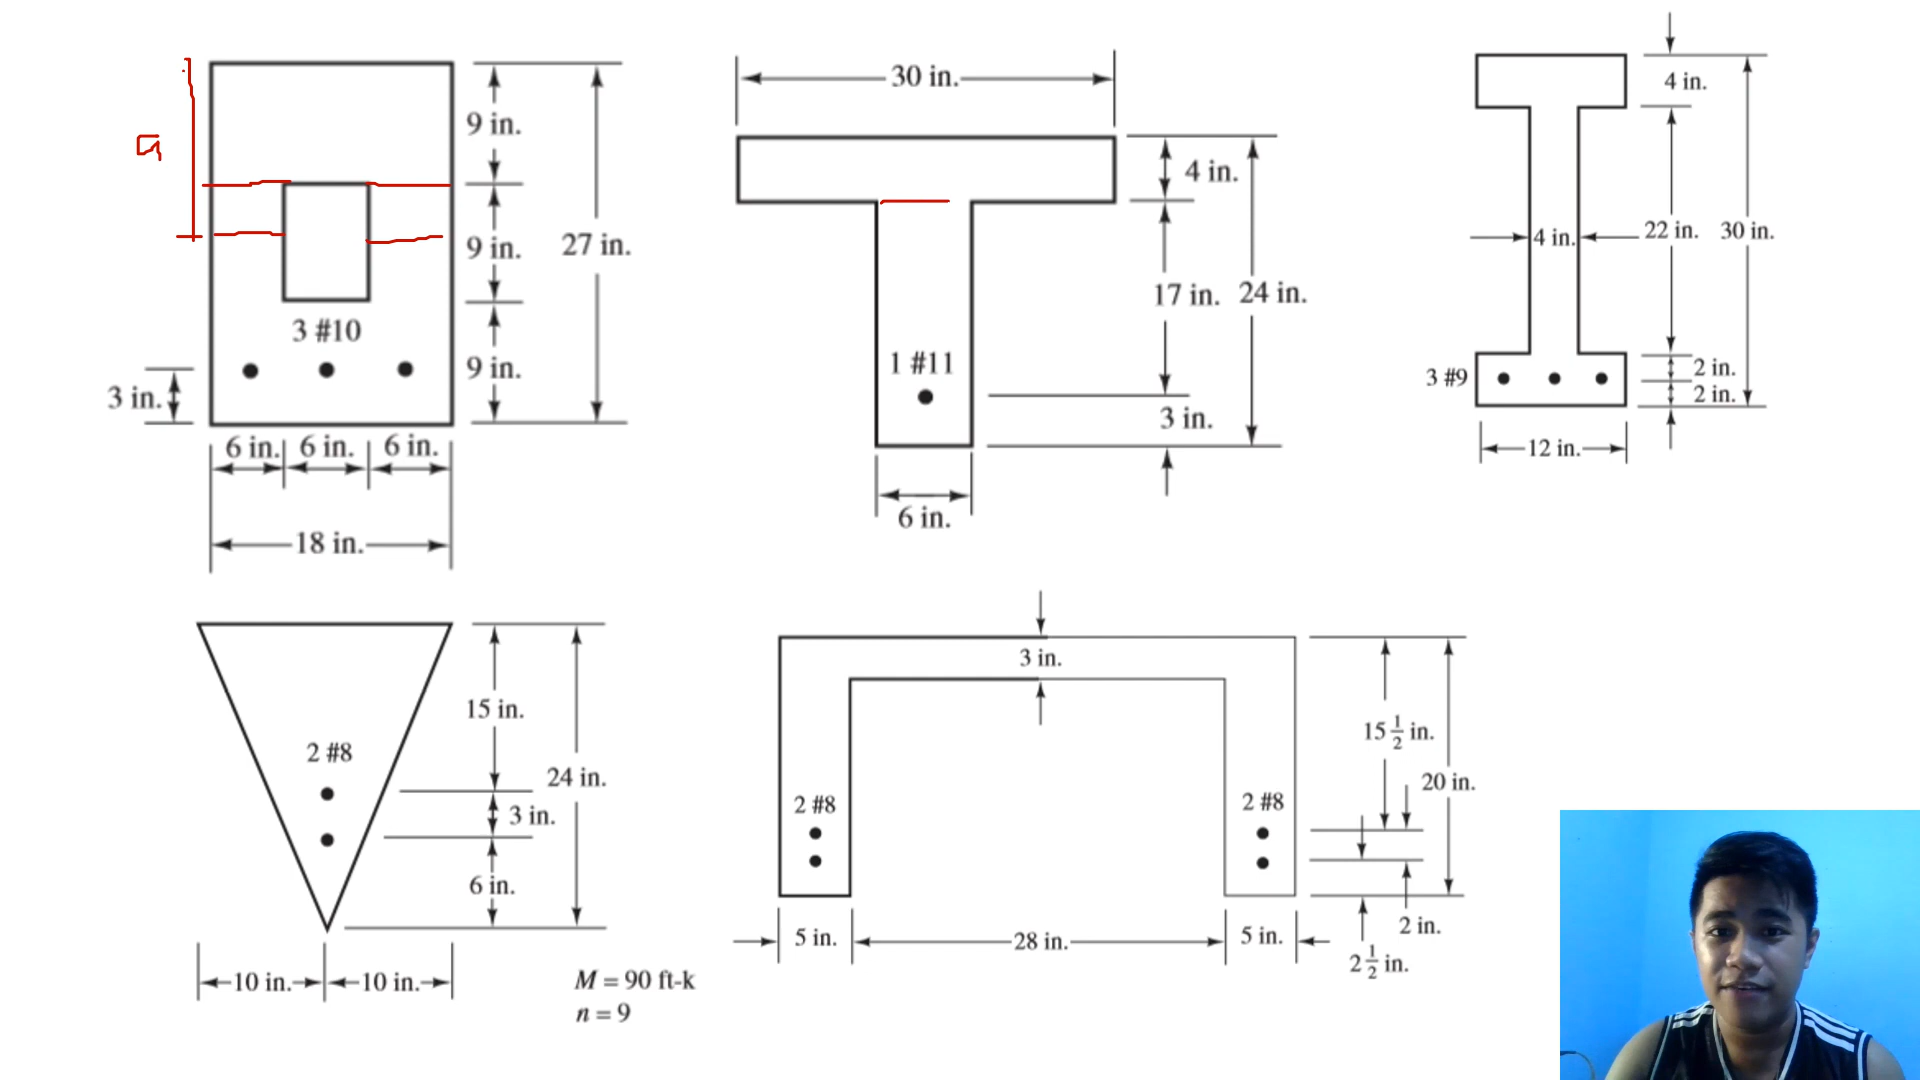 a
9 in.
9 in.
27 in.
3 #10
9 in.
3 in.
6 in. 6 in. 6 in.
18 in.
30 in.
4 in.
17 in. 24 in.
1 #11
3 in.
6 in.
4 in.
4 in. 22 in. 30 in.
3 #9
2 in.
2 in.
12 in.
15 in.
2 #8
24 in.
3 in.
6 in.
10 in. 10 in.
M = 90 ft-k
n = 9
3 in.
15 1/2 in.
20 in.
2 #8 2 #8
5 in. 28 in. 5 in.
2 in.
2 1/2 in.